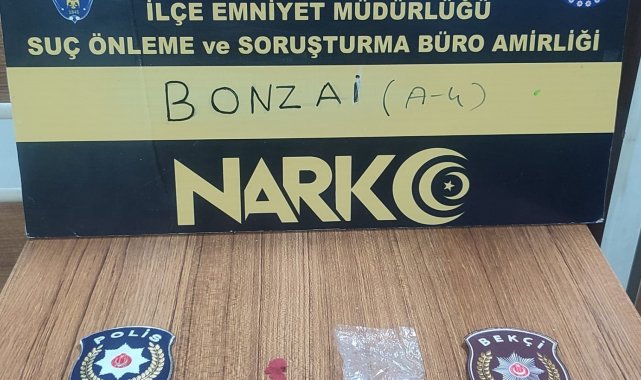 İLÇE EMNİYET MÜDÜRLÜĞÜ
SUÇ ÖNLEME ve SORUŞTURMA BÜRO AMİRLİĞİ
BONZAİ (A-4)
NARKO
POLİS
BEKÇİ